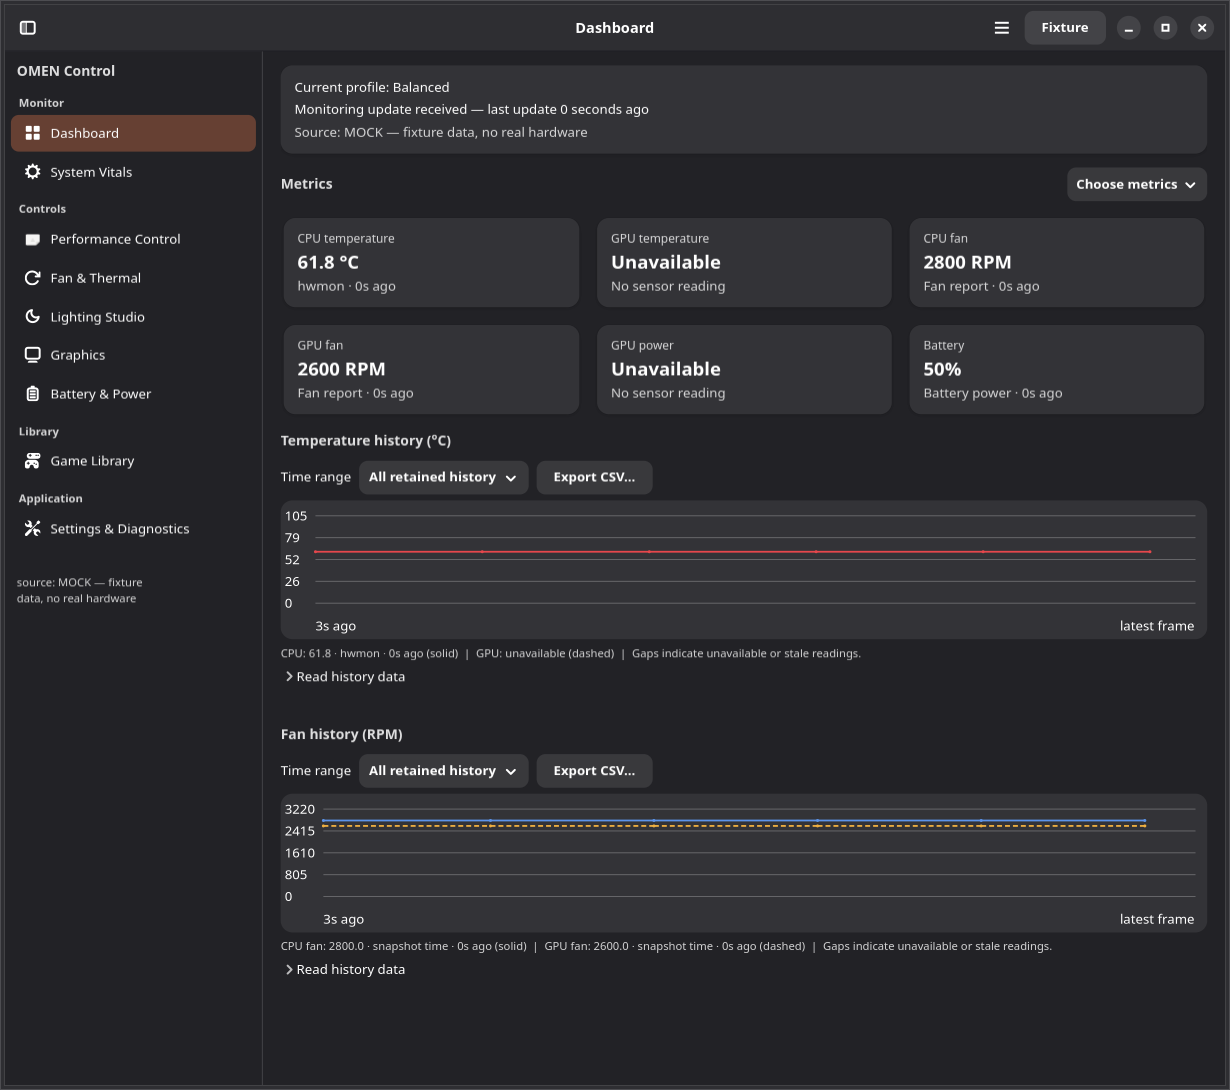 Dashboard
Fixture
OMEN Control
Monitor
Dashboard
System Vitals
Controls
Performance Control
Fan & Thermal
Lighting Studio
Graphics
Battery & Power
Library
Game Library
Application
Settings & Diagnostics
source: MOCK — fixture
data, no real hardware
Current profile: Balanced
Monitoring update received — last update 0 seconds ago
Source: MOCK — fixture data, no real hardware
Metrics
Choose metrics
CPU temperature
61.8 °C
hwmon · 0s ago
GPU temperature
Unavailable
No sensor reading
CPU fan
2800 RPM
Fan report · 0s ago
GPU fan
2600 RPM
Fan report · 0s ago
GPU power
Unavailable
No sensor reading
Battery
50%
Battery power · 0s ago
Temperature history (°C)
Time range
All retained history
Export CSV...
105
79
52
26
0
3s ago
latest frame
CPU: 61.8 · hwmon · 0s ago (solid) | GPU: unavailable (dashed) | Gaps indicate unavailable or stale readings.
Read history data
Fan history (RPM)
Time range
All retained history
Export CSV...
3220
2415
1610
805
0
3s ago
latest frame
CPU fan: 2800.0 · snapshot time · 0s ago (solid) | GPU fan: 2600.0 · snapshot time · 0s ago (dashed) | Gaps indicate unavailable or stale readings.
Read history data